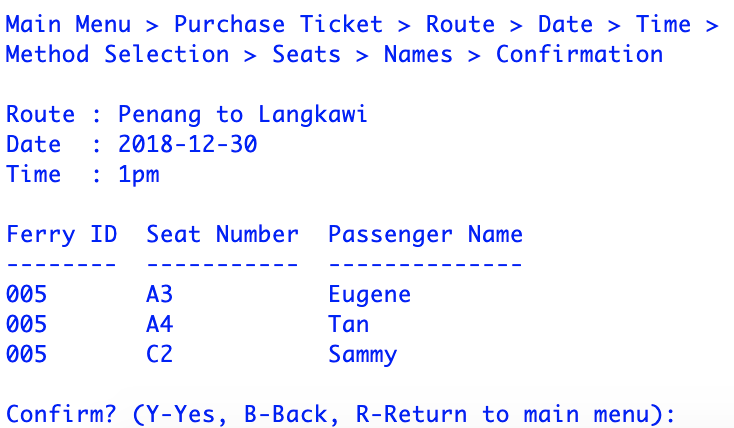 Main Menu > Purchase Ticket > Route > Date > Time >
Method Selection > Seats > Names > Confirmation
Route : Penang to Langkawi
Date  : 2018-12-30
Time  : 1pm
Ferry ID  Seat Number  Passenger Name
--------  -----------  --------------
005       A3           Eugene
005       A4           Tan
005       C2           Sammy
Confirm? (Y-Yes, B-Back, R-Return to main menu):